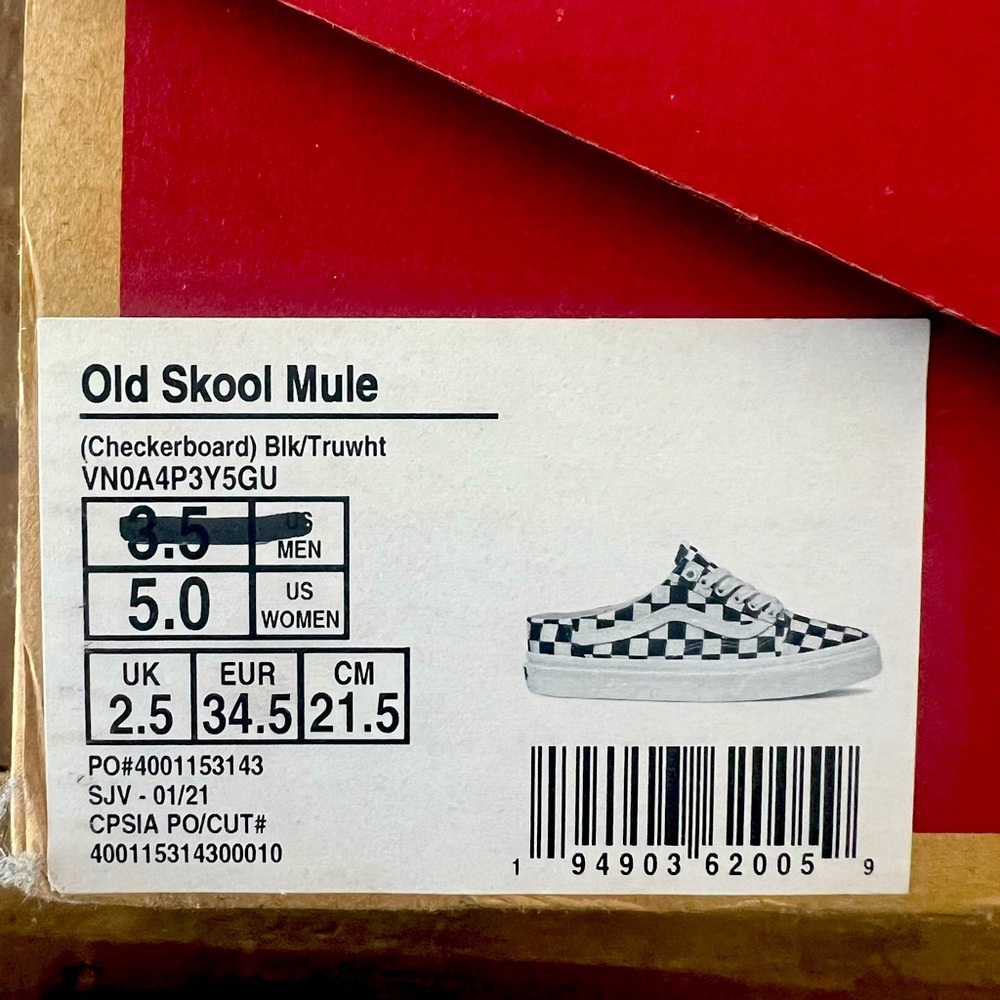 Old Skool Mule
(Checkerboard) Blk/Truwht
VN0A4P3Y5GU
3.5 US MEN
5.0 US WOMEN
UK EUR CM
2.5 34.5 21.5
PO#4001153143
SJV - 01/21
CPSIA PO/CUT#
400115314300010
1 94903 62005 9